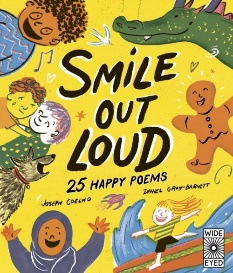 SMILE
OUT
LOUD
25 HAPPY POEMS
JOSEPH COELHO
DANIEL GRAY-BARNETT
WIDE
EYED